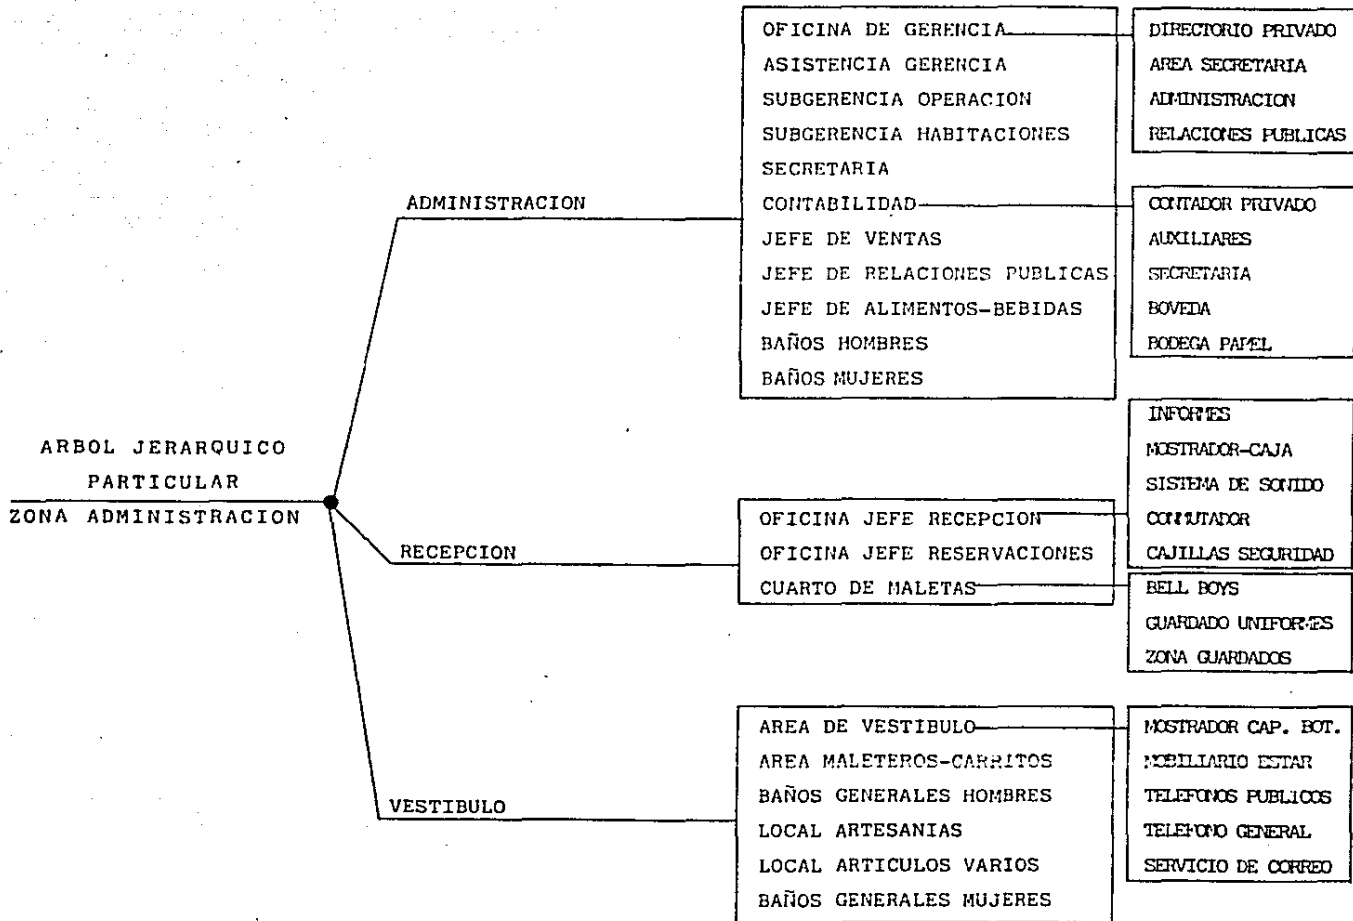 ARBOL JERARQUICO
PARTICULAR
ZONA ADMINISTRACION
ADMINISTRACION
OFICINA DE GERENCIA
ASISTENCIA GERENCIA
SUBGERENCIA OPERACION
SUBGERENCIA HABITACIONES
SECRETARIA
CONTABILIDAD
JEFE DE VENTAS
JEFE DE RELACIONES PUBLICAS
JEFE DE ALIMENTOS-BEBIDAS
BAÑOS HOMBRES
BAÑOS MUJERES
DIRECTORIO PRIVADO
AREA SECRETARIA
ADMINISTRACION
RELACIONES PUBLICAS
CONTADOR PRIVADO
AUXILIARES
SECRETARIA
BOVEDA
BODEGA PAPEL
RECEPCION
OFICINA JEFE RECEPCION
OFICINA JEFE RESERVACIONES
CUARTO DE MALETAS
INFORMES
MOSTRADOR-CAJA
SISTEMA DE SONIDO
CONMUTADOR
CAJILLAS SEGURIDAD
BELL BOYS
GUARDADO UNIFORMES
ZONA GUARDADOS
VESTIBULO
AREA DE VESTIBULO
AREA MALETEROS-CARRITOS
BAÑOS GENERALES HOMBRES
LOCAL ARTESANIAS
LOCAL ARTICULOS VARIOS
BAÑOS GENERALES MUJERES
MOSTRADOR CAP. BOT.
MOBILIARIO ESTAR
TELEFONOS PUBLICOS
TELEFONO GENERAL
SERVICIO DE CORREO